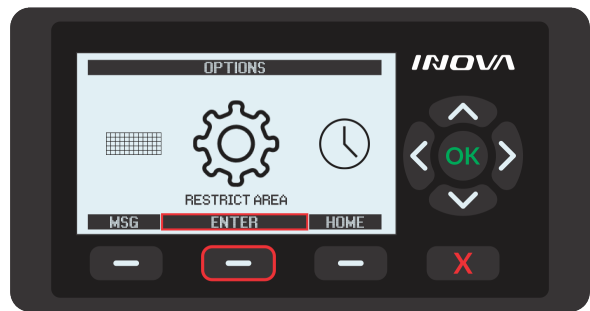 OPTIONS
INOVA
OK
RESTRICT AREA
MSG ENTER HOME
X